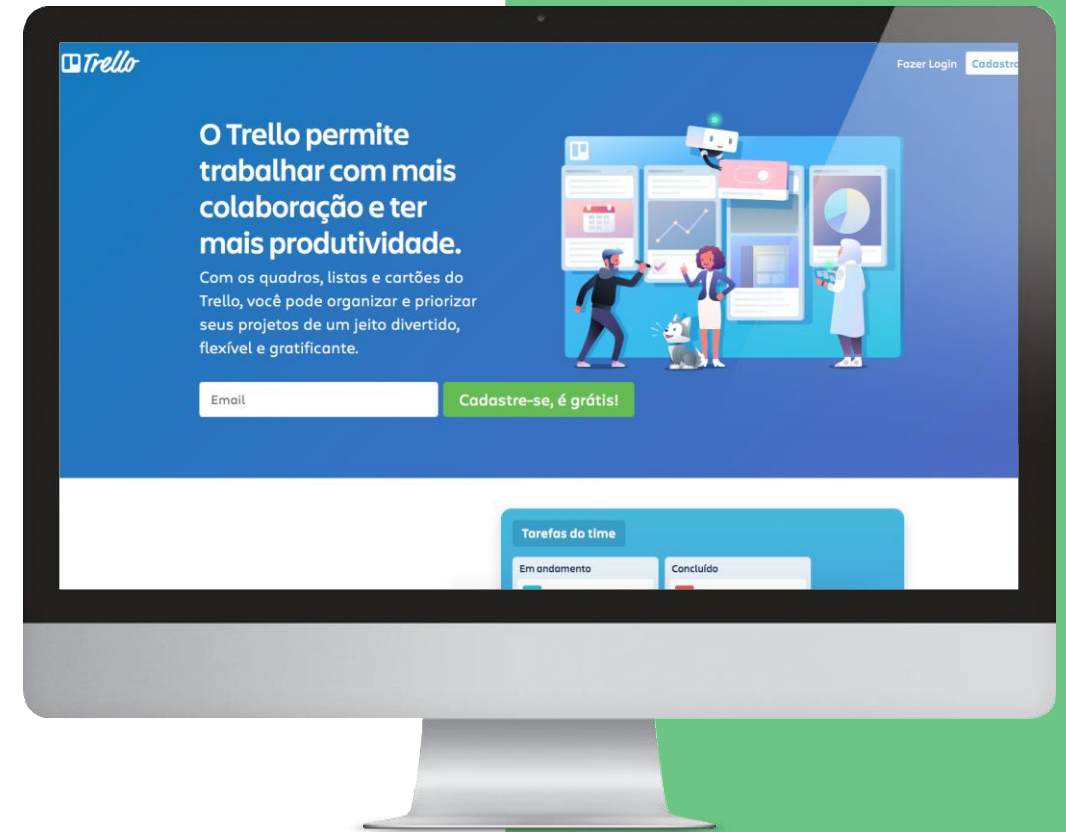 Trello
Fazer Login
O Trello permite
trabalhar com mais
colaboração e ter
mais produtividade.
Com os quadros, listas e cartões do
Trello, você pode organizar e priorizar
seus projetos de um jeito divertido,
flexível e gratificante.
Email
Cadastre-se, é grátis!
Tarefas do time
Em andamento
Concluído